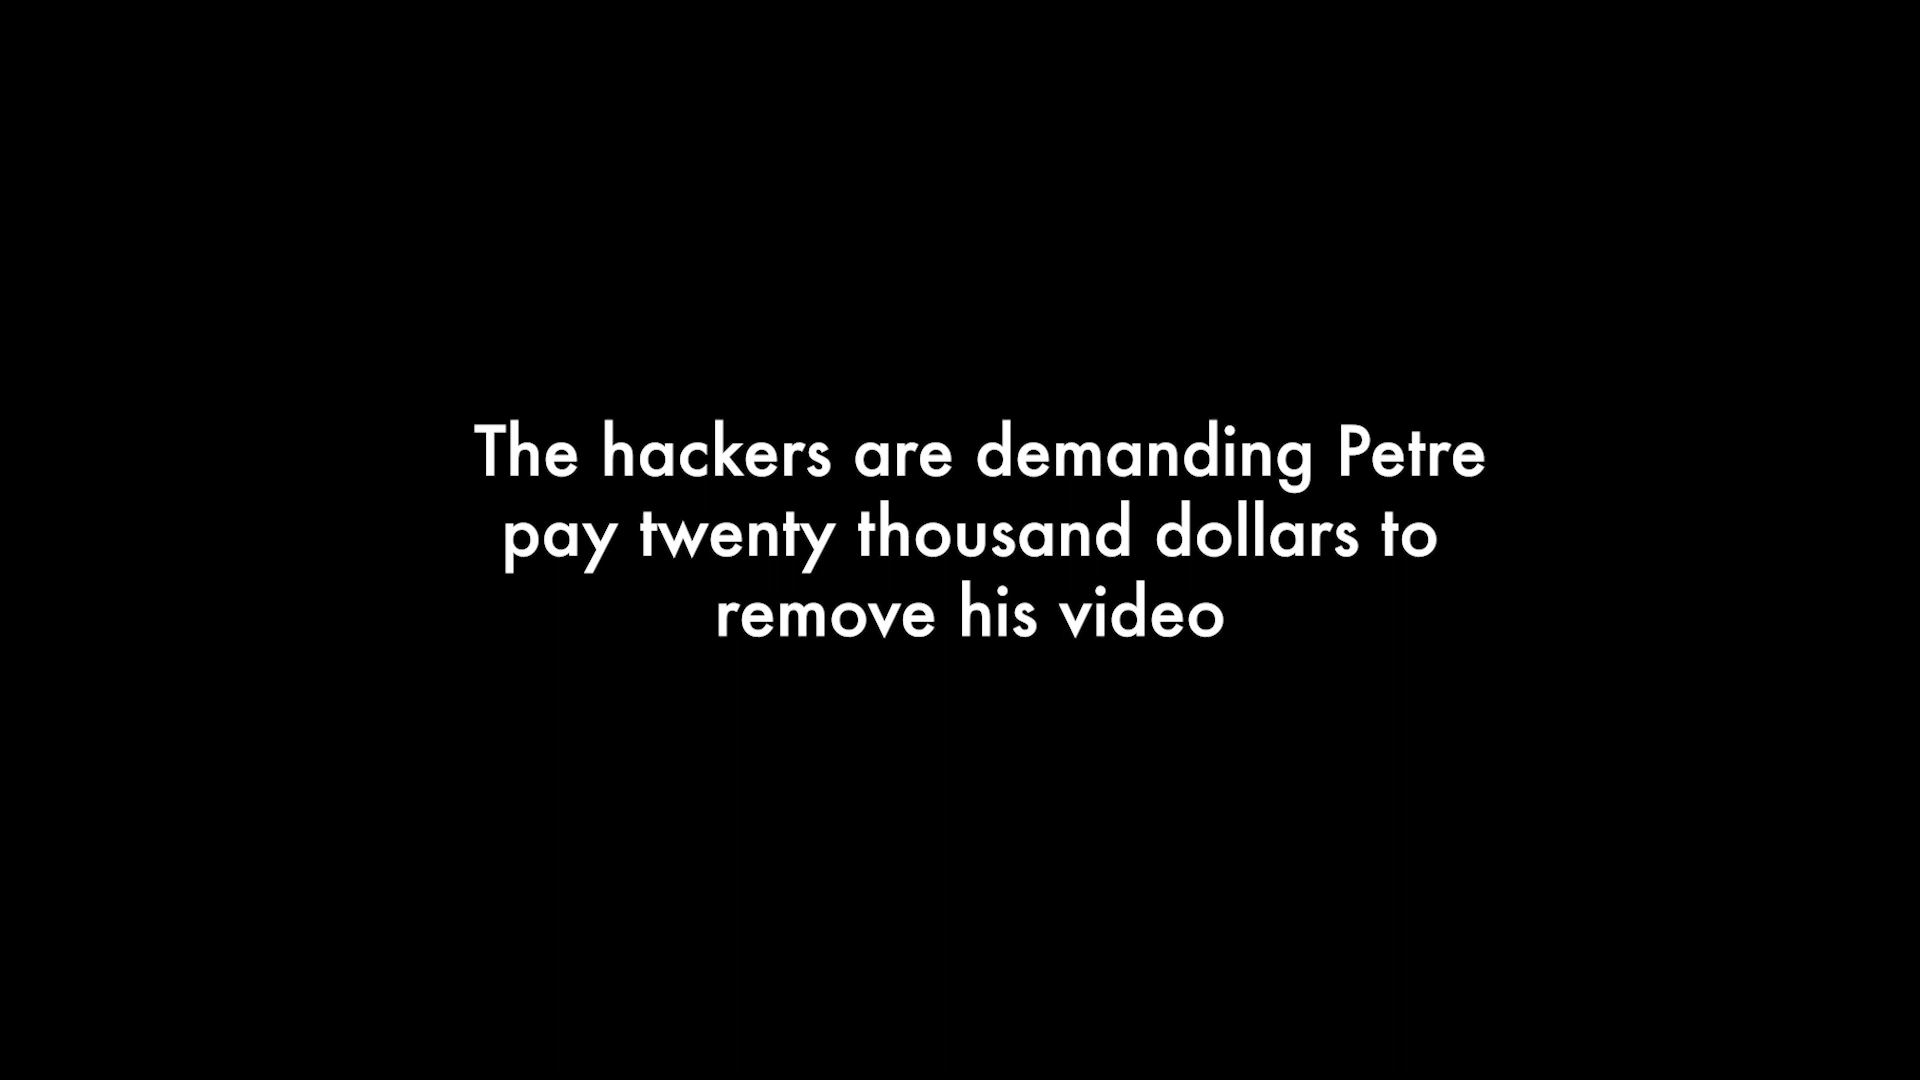 The hackers are demanding Petre
pay twenty thousand dollars to
remove his video